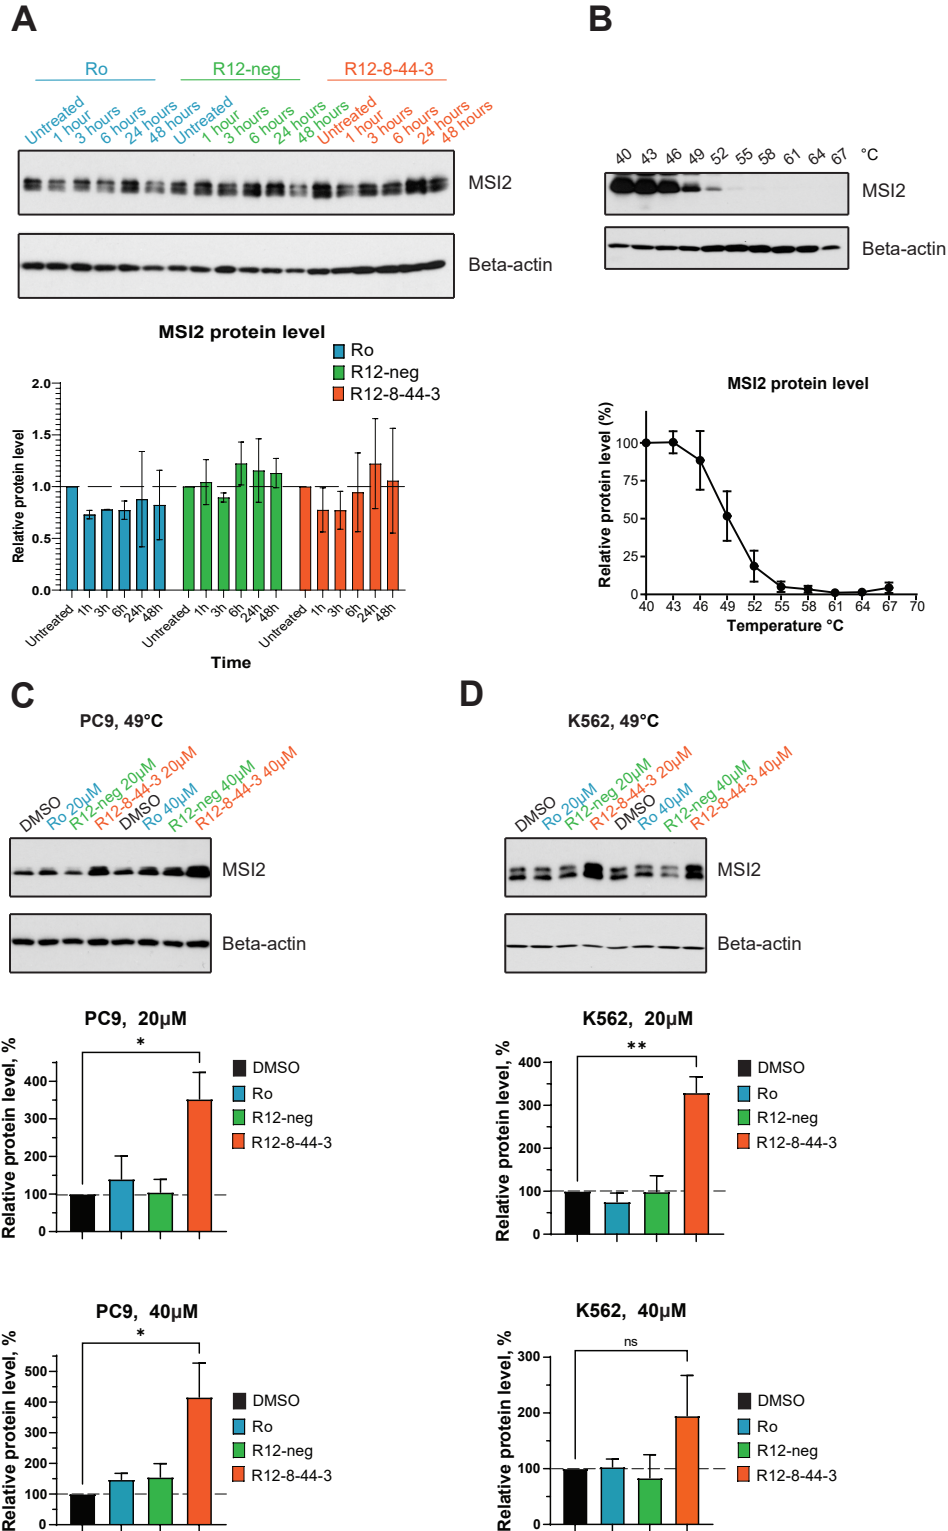 A
Ro
R12-neg
R12-8-44-3
Untreated
1 hour
3 hours
6 hours
24 hours
48 hours
Untreated
1 hour
3 hours
6 hours
24 hours
48 hours
Untreated
1 hour
3 hours
6 hours
24 hours
48 hours
MSI2
Beta-actin
MSI2 protein level
Ro
R12-neg
R12-8-44-3
Relative protein level
2.0
1.5
1.0
0.5
0.0
Untreated 1h 3h 6h 24h 48h Untreated 1h 3h 6h 24h 48h Untreated 1h 3h 6h 24h 48h
Time
B
40 43 46 49 52 55 58 61 64 67 °C
MSI2
Beta-actin
MSI2 protein level
Relative protein level (%)
100
75
50
25
0
40 43 46 49 52 55 58 61 64 67 70
Temperature °C
C
PC9, 49°C
DMSO
Ro 20µM
R12-neg 20µM
R12-8-44-3 20µM
DMSO
Ro 40µM
R12-neg 40µM
R12-8-44-3 40µM
MSI2
Beta-actin
PC9, 20µM
*
Relative protein level, %
400
300
200
100
0
DMSO
Ro
R12-neg
R12-8-44-3
PC9, 40µM
*
Relative protein level, %
500
400
300
200
100
0
DMSO
Ro
R12-neg
R12-8-44-3
D
K562, 49°C
DMSO
Ro 20µM
R12-neg 20µM
R12-8-44-3 20µM
DMSO
Ro 40µM
R12-neg 40µM
R12-8-44-3 40µM
MSI2
Beta-actin
K562, 20µM
**
Relative protein level, %
400
300
200
100
0
DMSO
Ro
R12-neg
R12-8-44-3
K562, 40µM
ns
Relative protein level, %
300
200
100
0
DMSO
Ro
R12-neg
R12-8-44-3